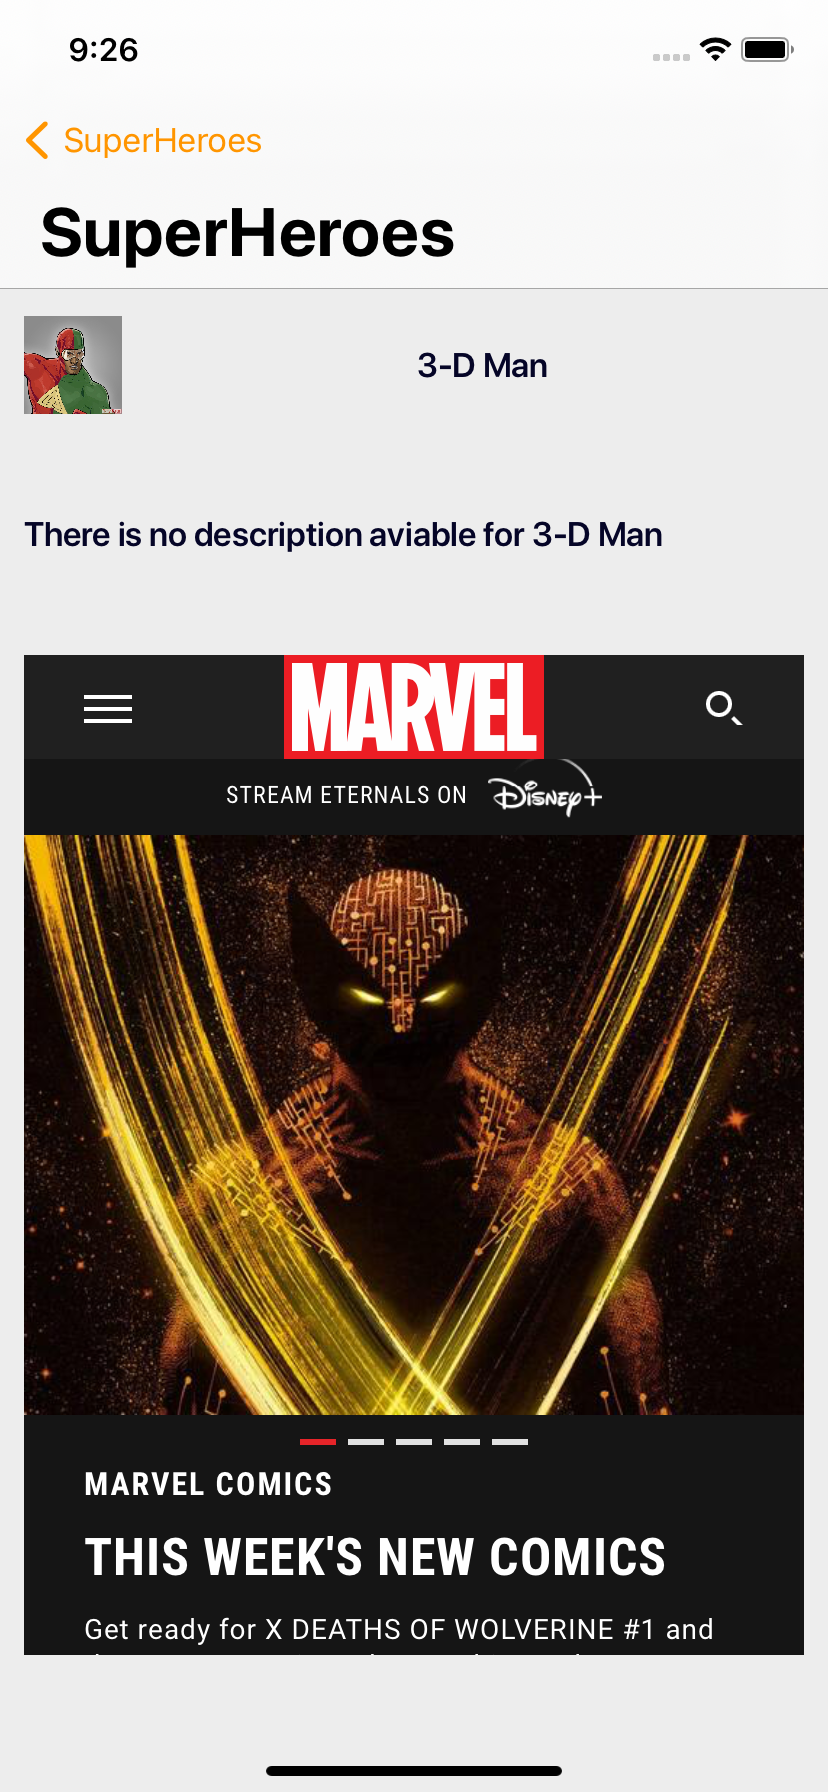 9:26
SuperHeroes
SuperHeroes
3-D Man
There is no description aviable for 3-D Man
MARVEL
STREAM ETERNALS ON Disney+
MARVEL COMICS
THIS WEEK'S NEW COMICS
Get ready for X DEATHS OF WOLVERINE #1 and